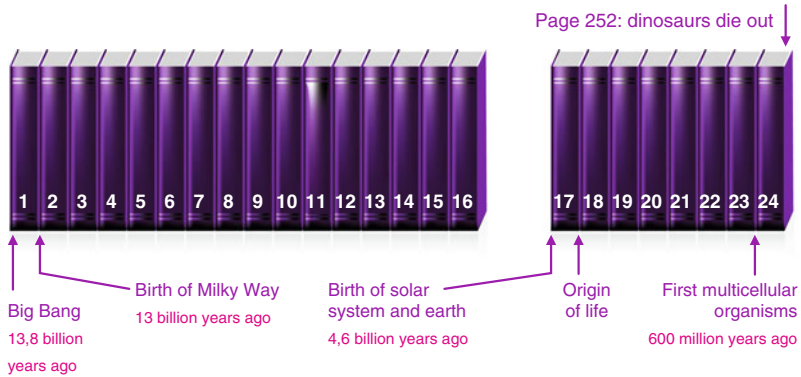 Page 252: dinosaurs die out
1 2 3 4 5 6 7 8 9 10 11 12 13 14 15 16 17 18 19 20 21 22 23 24
Big Bang
13,8 billion
years ago
Birth of Milky Way
13 billion years ago
Birth of solar
system and earth
4,6 billion years ago
Origin
of life
First multicellular
organisms
600 million years ago